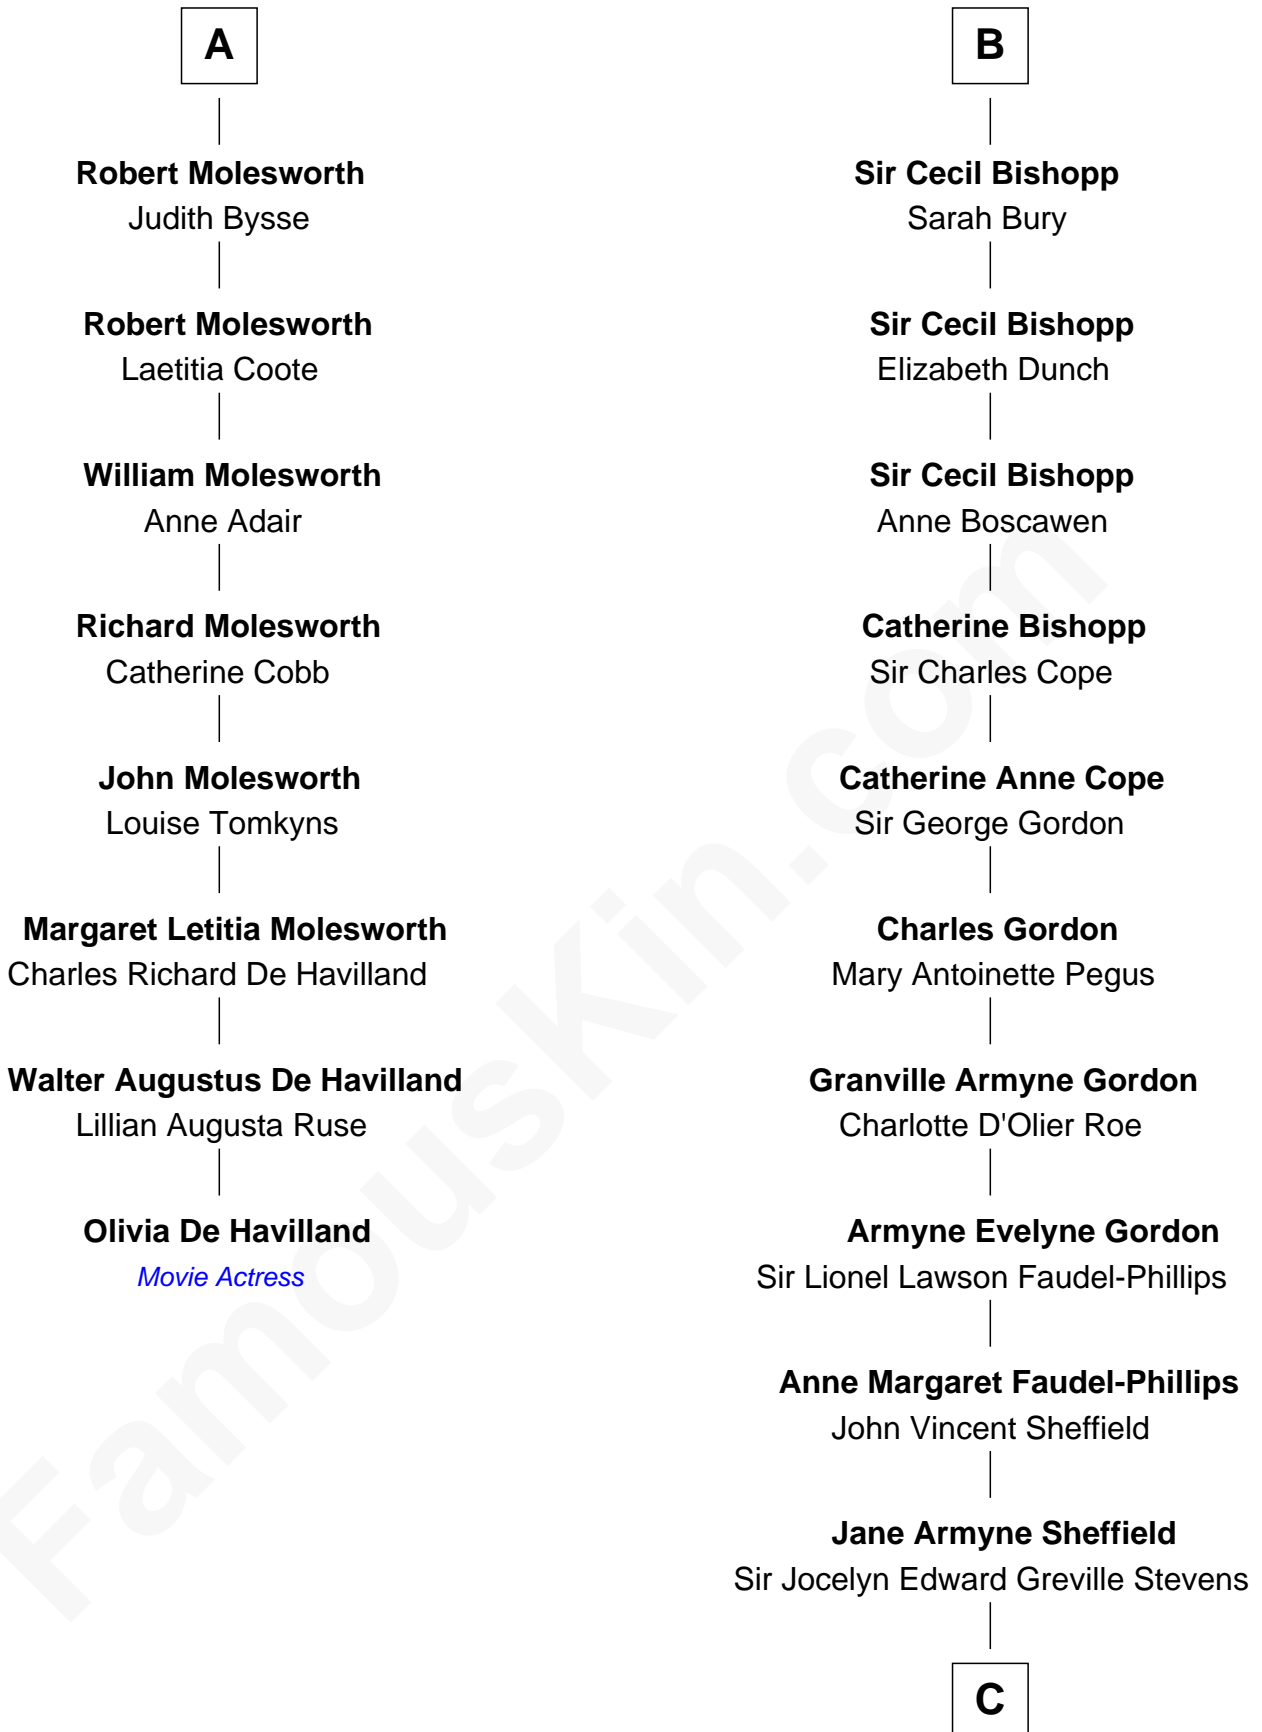 A
Robert Molesworth
Judith Bysse
Robert Molesworth
Laetitia Coote
William Molesworth
Anne Adair
Richard Molesworth
Catherine Cobb
John Molesworth
Louise Tomkyns
Margaret Letitia Molesworth
Charles Richard De Havilland
Walter Augustus De Havilland
Lillian Augusta Ruse
Olivia De Havilland
Movie Actress
B
Sir Cecil Bishopp
Sarah Bury
Sir Cecil Bishopp
Elizabeth Dunch
Sir Cecil Bishopp
Anne Boscawen
Catherine Bishopp
Sir Charles Cope
Catherine Anne Cope
Sir George Gordon
Charles Gordon
Mary Antoinette Pegus
Granville Armyne Gordon
Charlotte D'Olier Roe
Armyne Evelyne Gordon
Sir Lionel Lawson Faudel-Phillips
Anne Margaret Faudel-Phillips
John Vincent Sheffield
Jane Armyne Sheffield
Sir Jocelyn Edward Greville Stevens
C
FamousKin.com